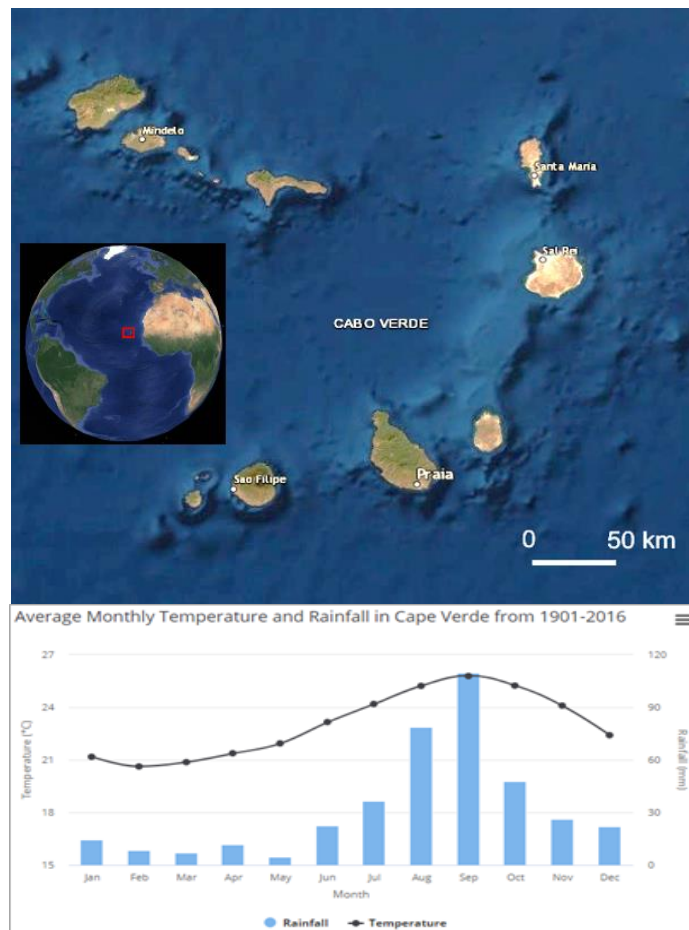 Mindelo
Santa Maria
Sal Rei
CABO VERDE
Sao Filipe
Praia
0 50 km
Average Monthly Temperature and Rainfall in Cape Verde from 1901-2016
27 120
24 90
21 60
18 30
15 0
Temperature (°C)
Rainfall (mm)
Jan Feb Mar Apr May Jun Jul Aug Sep Oct Nov Dec
Month
Rainfall Temperature